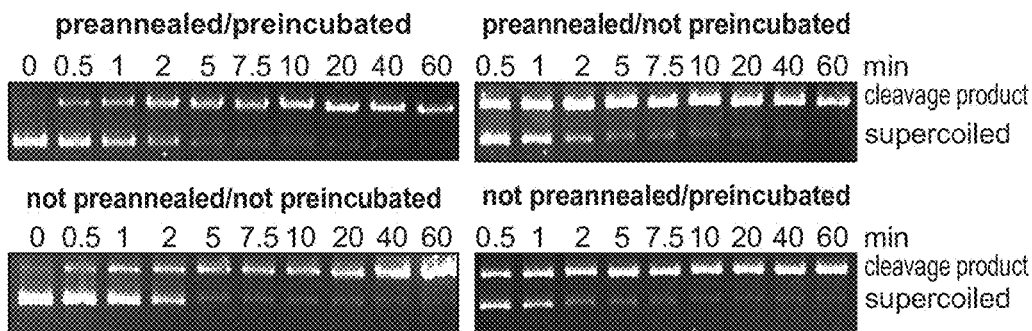 preannealed/preincubated
preannealed/not preincubated
0 0.5 1 2 5 7.5 10 20 40 60
0.5 1 2 5 7.5 10 20 40 60 min
cleavage product
supercoiled
not preannealed/not preincubated
not preannealed/preincubated
0 0.5 1 2 5 7.5 10 20 40 60
0.5 1 2 5 7.5 10 20 40 60 min
cleavage product
supercoiled